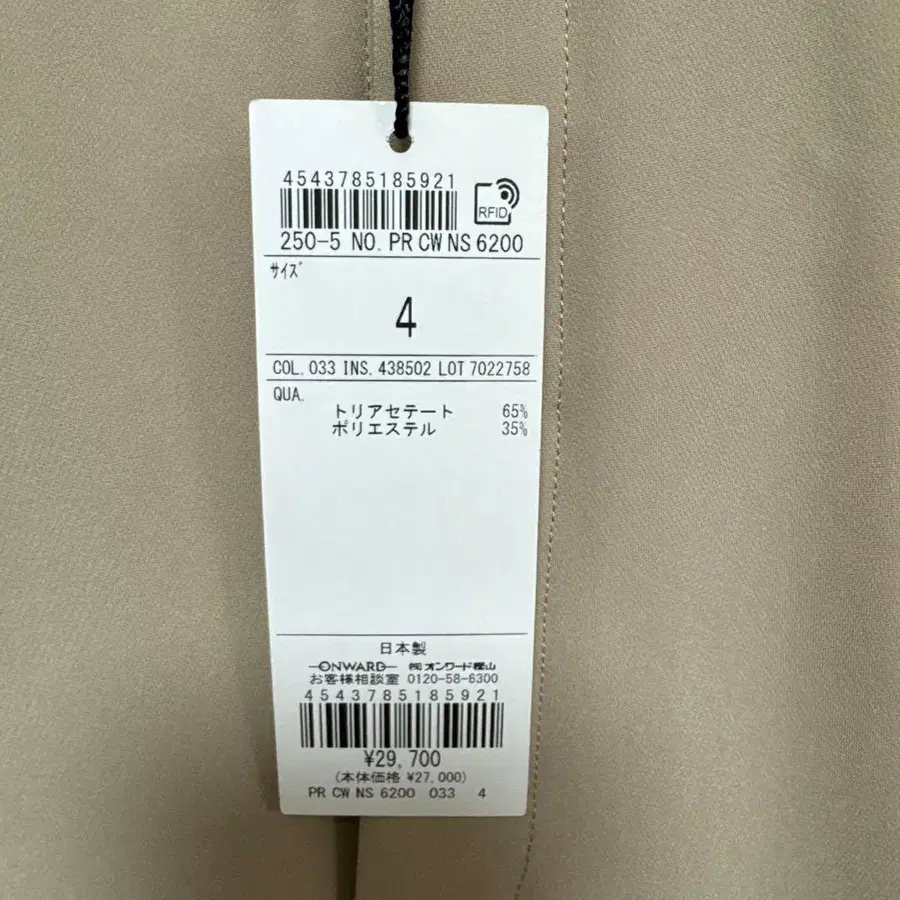 4543785185921
RFID
250-5 NO. PR CW NS 6200
ｻｲｽﾞ
4
COL. 033 INS. 438502 LOT 7022758
QUA.
トリアセテート 65%
ポリエステル 35%
日本製
ONWARD ㈱オンワード樫山
お客様相談室 0120-58-6300
4543785185921
¥29,700
(本体価格 ¥27,000)
PR CW NS 6200 033 4